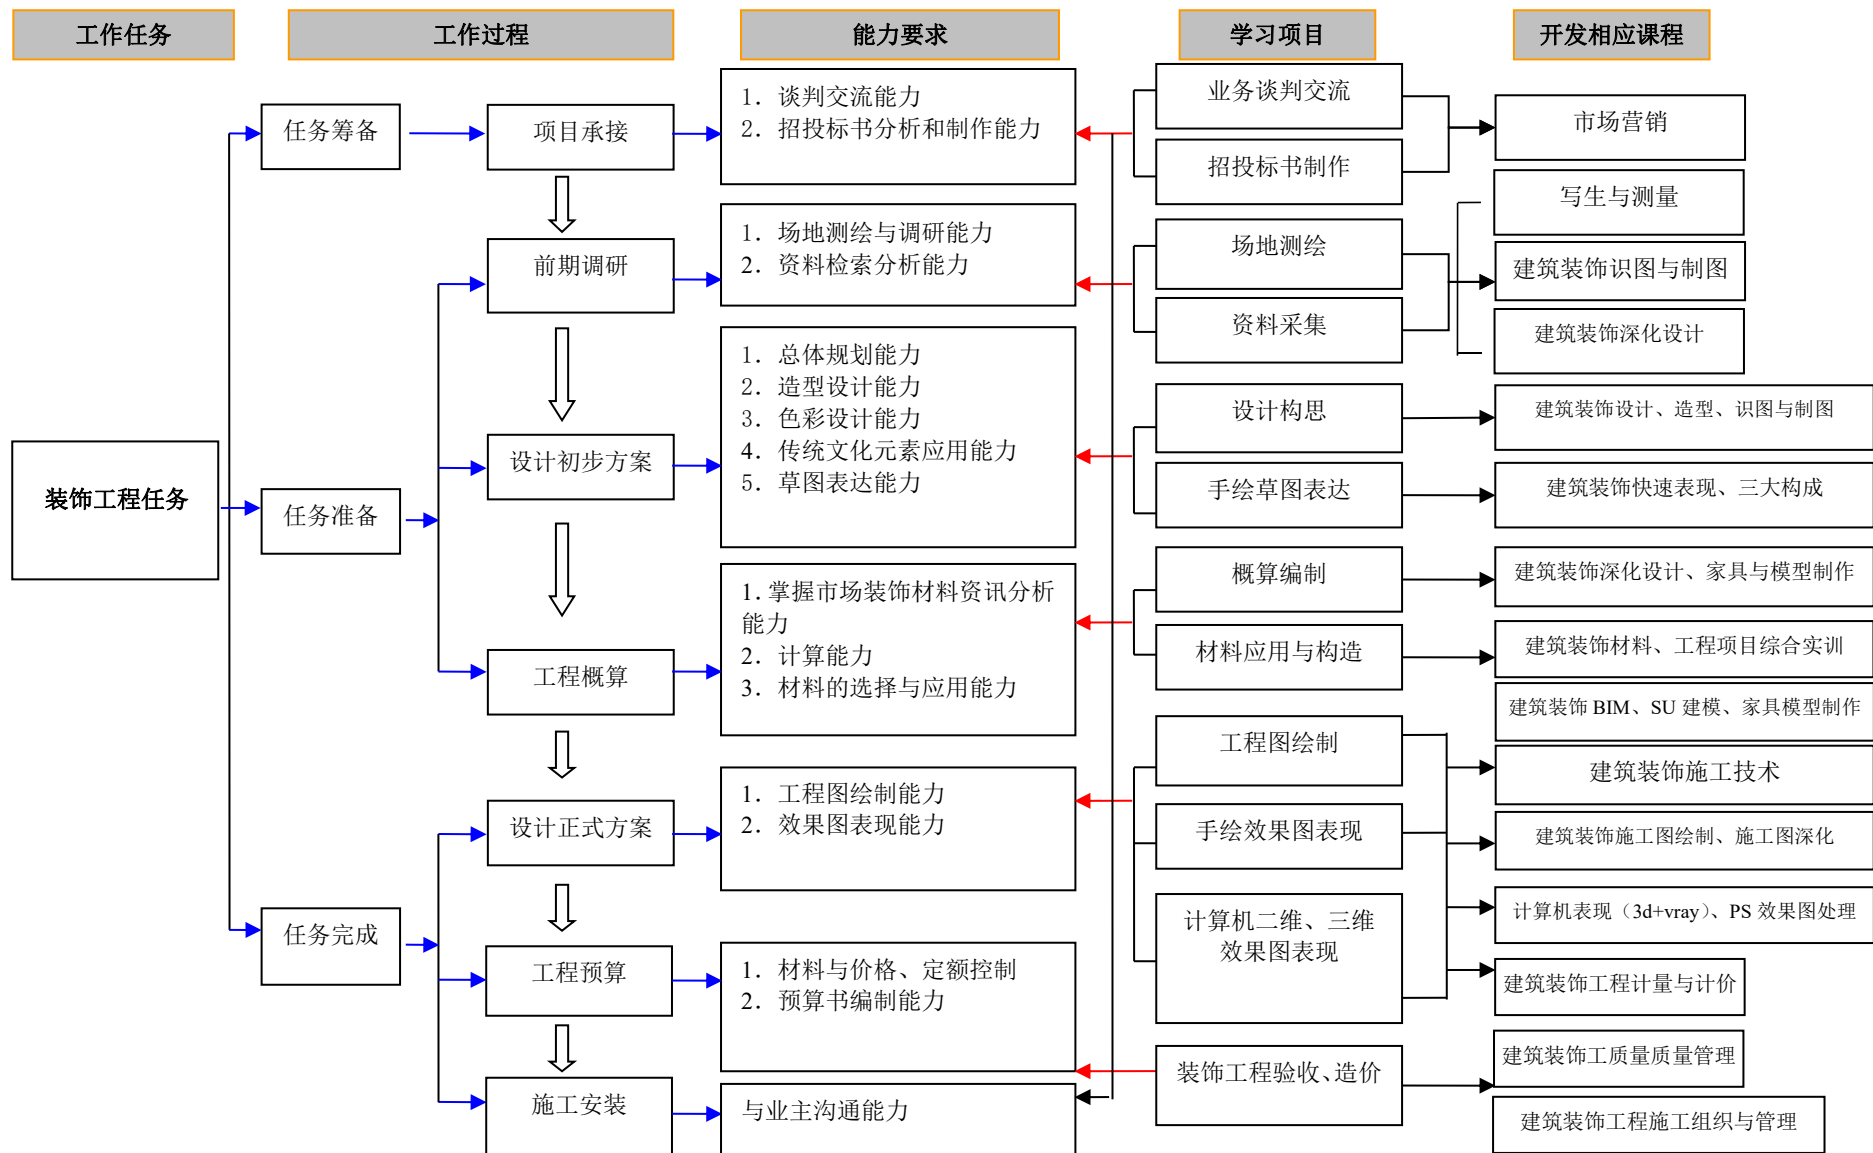 工作任务
工作过程
能力要求
学习项目
开发相应课程
装饰工程任务
任务筹备
任务准备
任务完成
项目承接
前期调研
设计初步方案
工程概算
设计正式方案
工程预算
施工安装
1. 谈判交流能力
2. 招投标书分析和制作能力
1. 场地测绘与调研能力
2. 资料检索分析能力
1. 总体规划能力
2. 造型设计能力
3. 色彩设计能力
4. 传统文化元素应用能力
5. 草图表达能力
1.掌握市场装饰材料资讯分析
能力
2. 计算能力
3. 材料的选择与应用能力
1. 工程图绘制能力
2. 效果图表现能力
1. 材料与价格、定额控制
2. 预算书编制能力
与业主沟通能力
业务谈判交流
招投标书制作
场地测绘
资料采集
设计构思
手绘草图表达
概算编制
材料应用与构造
工程图绘制
手绘效果图表现
计算机二维、三维
效果图表现
装饰工程验收、造价
市场营销
写生与测量
建筑装饰识图与制图
建筑装饰深化设计
建筑装饰设计、造型、识图与制图
建筑装饰快速表现、三大构成
建筑装饰深化设计、家具与模型制作
建筑装饰材料、工程项目综合实训
建筑装饰 BIM、SU 建模、家具模型制作
建筑装饰施工技术
建筑装饰施工图绘制、施工图深化
计算机表现（3d+vray）、PS 效果图处理
建筑装饰工程计量与计价
建筑装饰工质量质量管理
建筑装饰工程施工组织与管理